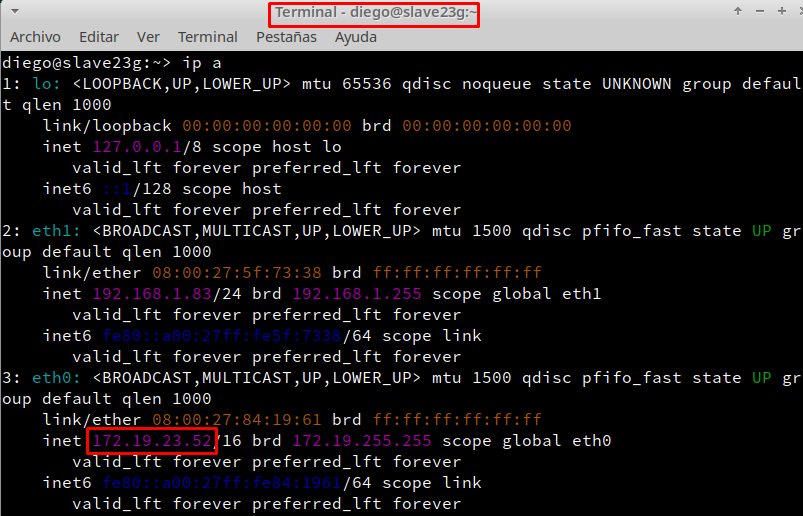 Terminal - diego@slave23g:~
Archivo Editar Ver Terminal Pestañas Ayuda
diego@slave23g:~> ip a
1: lo: <LOOPBACK,UP,LOWER_UP> mtu 65536 qdisc noqueue state UNKNOWN group defaul
t qlen 1000
link/loopback 00:00:00:00:00:00 brd 00:00:00:00:00:00
inet 127.0.0.1/8 scope host lo
valid_lft forever preferred_lft forever
inet6 ::1/128 scope host
valid_lft forever preferred_lft forever
2: eth1: <BROADCAST,MULTICAST,UP,LOWER_UP> mtu 1500 qdisc pfifo_fast state UP gr
oup default qlen 1000
link/ether 08:00:27:5f:73:38 brd ff:ff:ff:ff:ff:ff
inet 192.168.1.83/24 brd 192.168.1.255 scope global eth1
valid_lft forever preferred_lft forever
inet6 fe80::a00:27ff:fe5f:7338/64 scope link
valid_lft forever preferred_lft forever
3: eth0: <BROADCAST,MULTICAST,UP,LOWER_UP> mtu 1500 qdisc pfifo_fast state UP gr
oup default qlen 1000
link/ether 08:00:27:84:19:61 brd ff:ff:ff:ff:ff:ff
inet 172.19.23.52/16 brd 172.19.255.255 scope global eth0
valid_lft forever preferred_lft forever
inet6 fe80::a00:27ff:fe84:1961/64 scope link
valid_lft forever preferred_lft forever